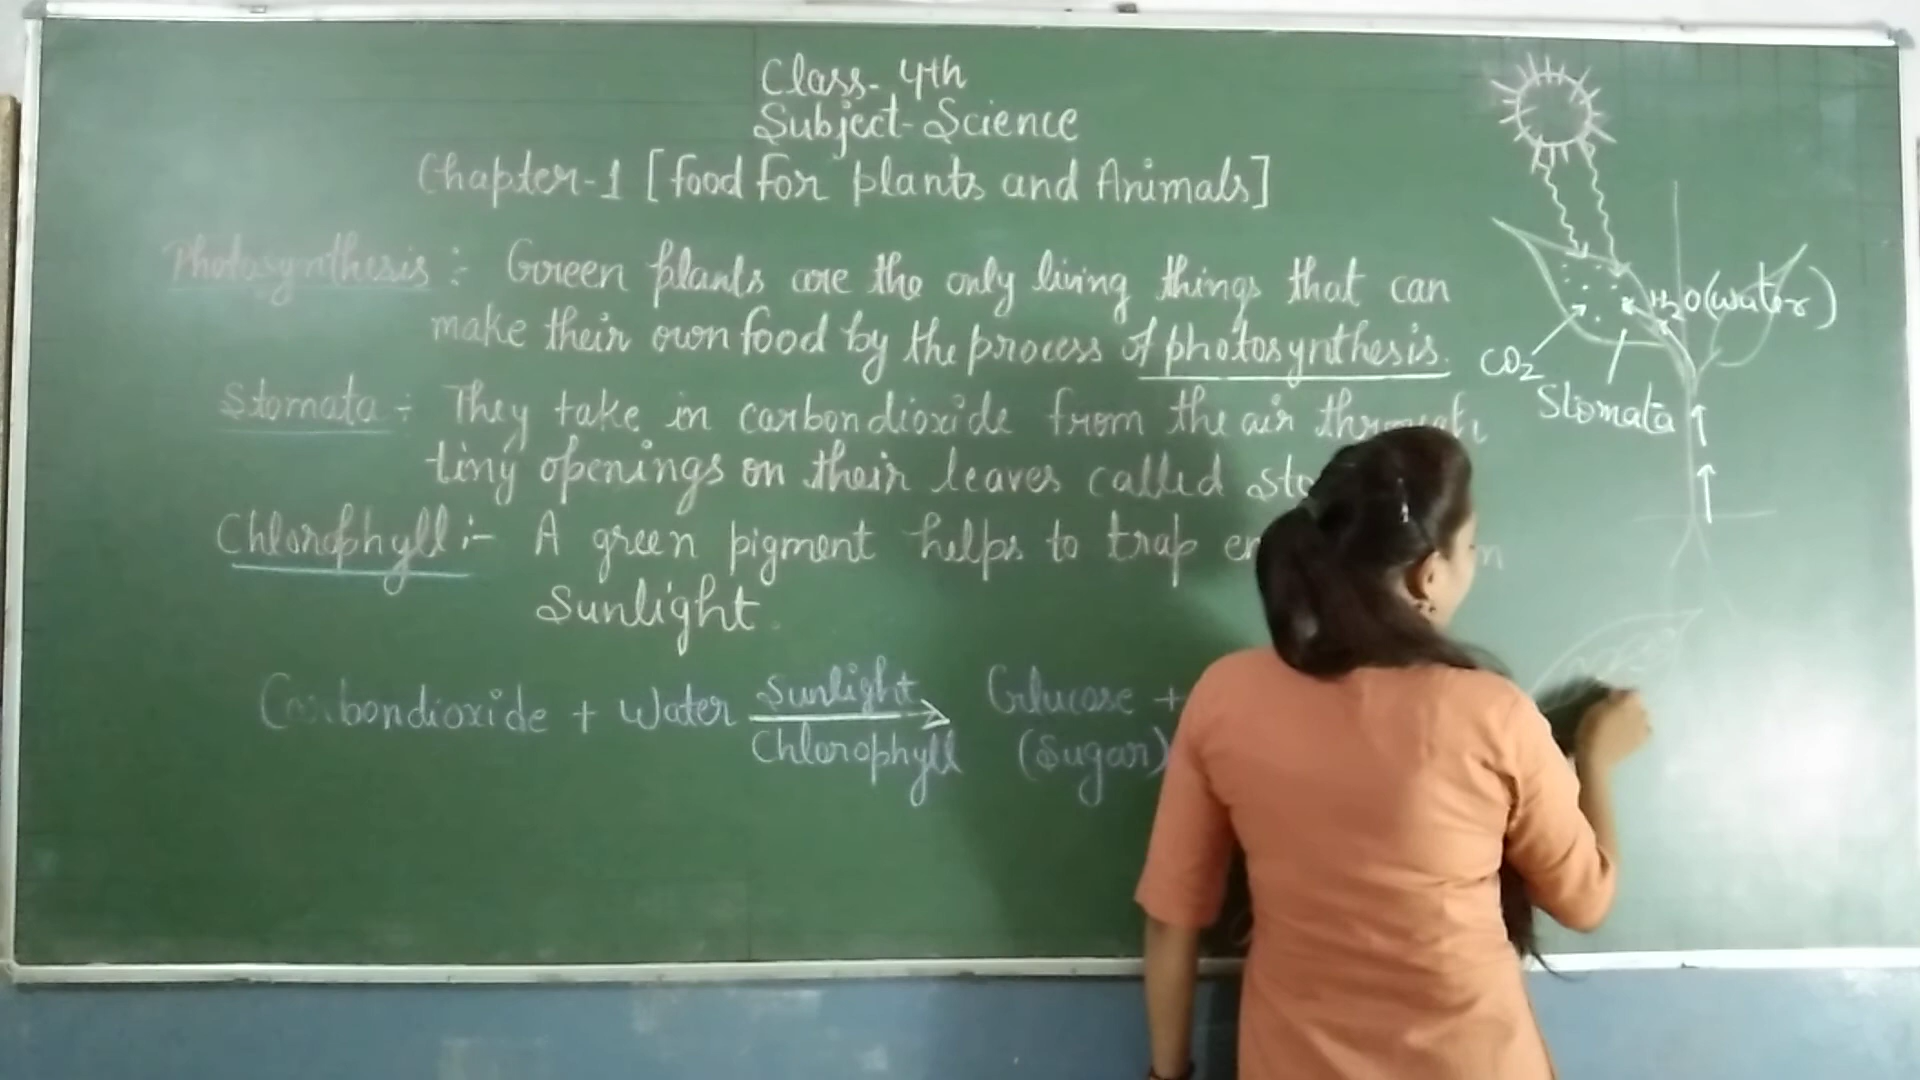 Class- 4th
Subject- Science
Chapter-1 [Food For plants and Animals]
Photosynthesis :- Green plants are the only living things that can
make their own food by the process of photosynthesis.
Stomata :- They take in carbondioxide from the air through
tiny openings on their leaves called
Chlorophyll :- A green pigment helps to trap
Sunlight.
Carbondioxide + Water Sunlight Chlorophyll Glucose +
(Sugar)
H2O(water)
CO2
Stomata